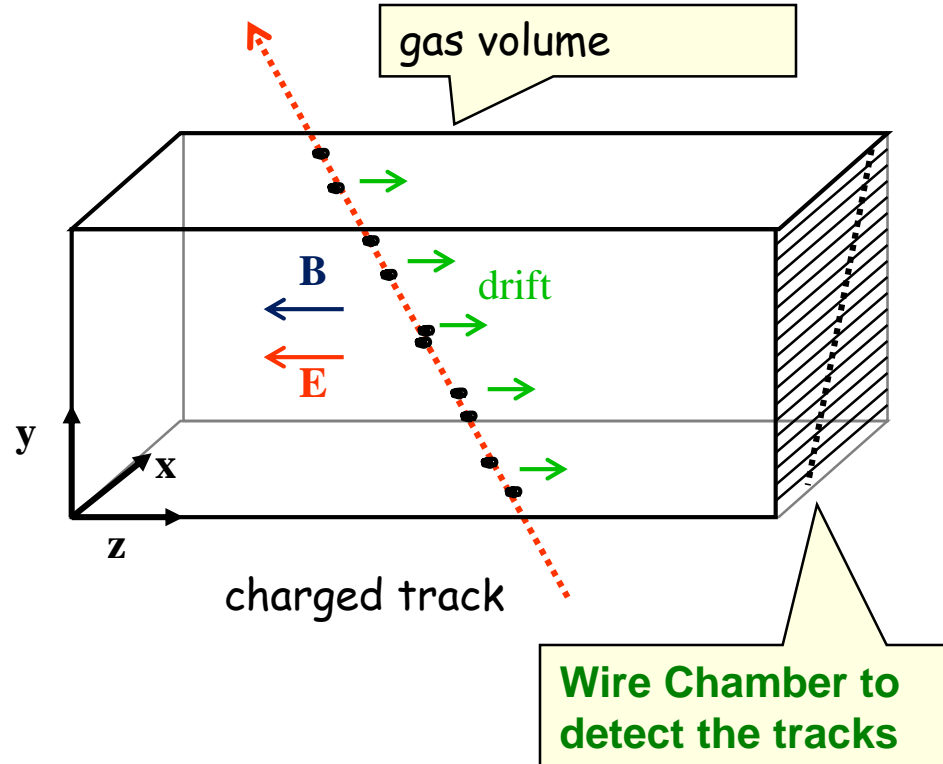 gas volume
B
drift
E
y
x
z
charged track
Wire Chamber to
detect the tracks